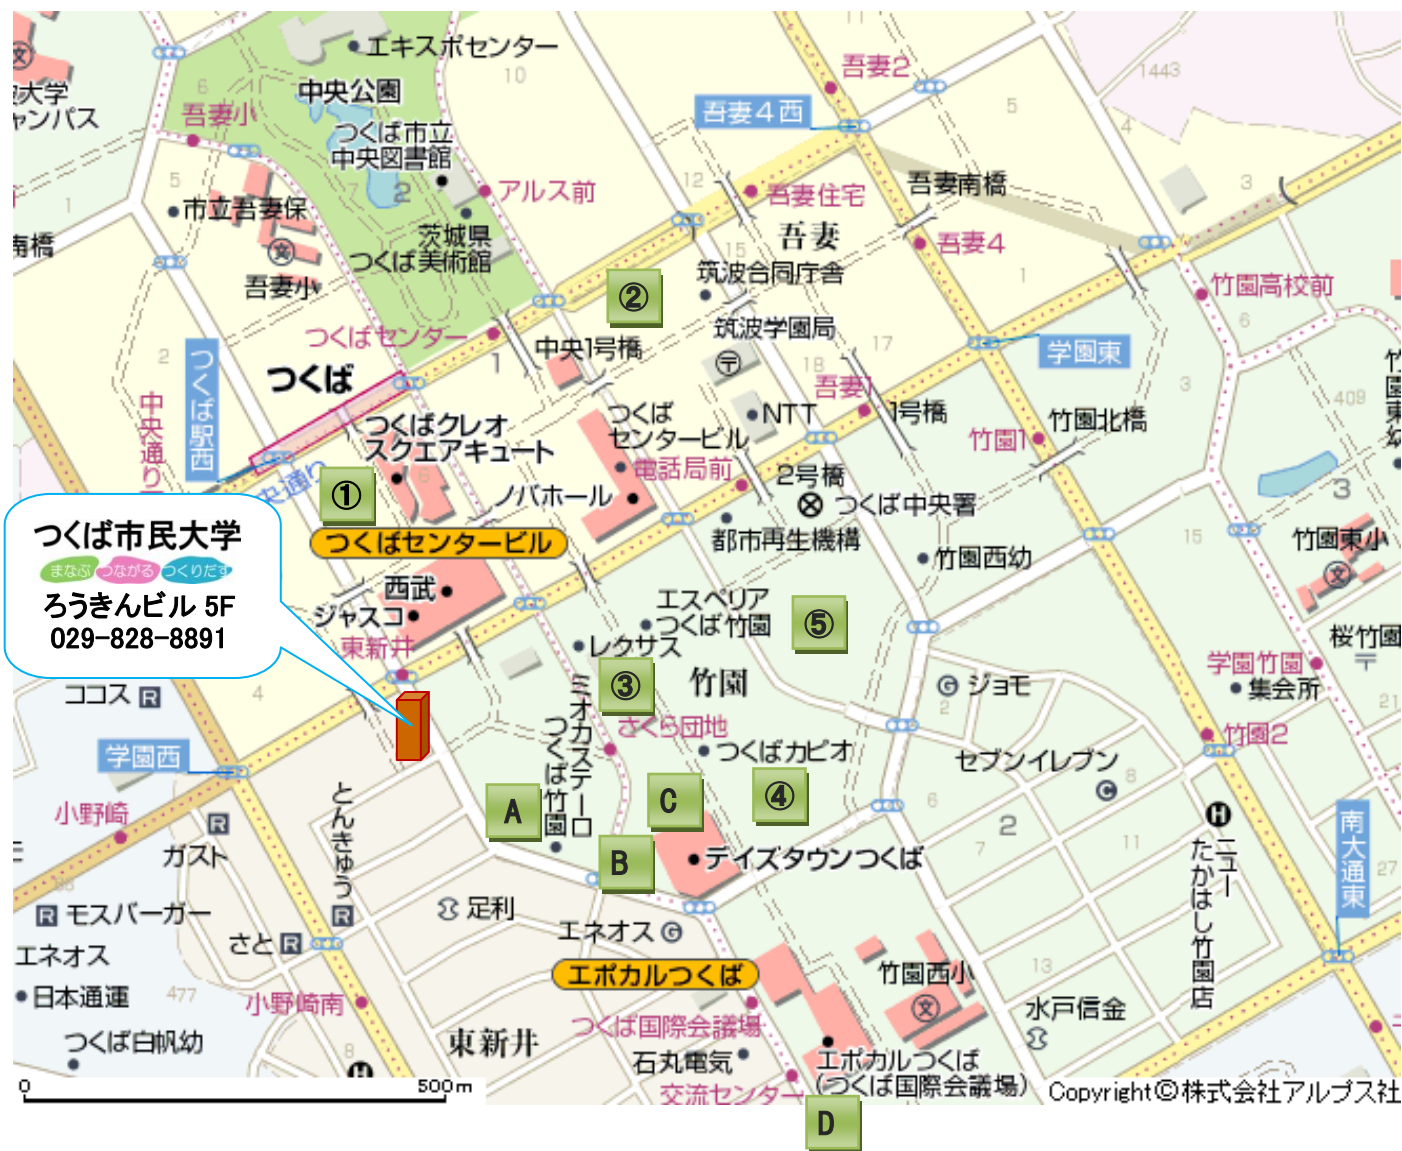 エキスポセンター
中央公園
大学
ャンパス
吾妻小
つくば市立
中央図書館
アルス前
市立吾妻保
吾妻小
茨城県
つくば美術館
南橋
つくばセンター
つくば
つくば駅西
中央通り
つくばクレオ
スクエアキュート
①
②
吾妻2
吾妻4西
吾妻住宅
吾妻南橋
吾妻
吾妻4
筑波合同庁舎
筑波学園局
中央1号橋
つくば
センタービル
電話局前
NTT
吾妻1
1号橋
2号橋
つくば中央署
ノバホール
都市再生機構
竹園西幼
学園東
竹園1
竹園北橋
竹園高校前
竹園東小
桜竹園
学園竹園
集会所
竹園2
つくばセンタービル
つくば市民大学
まなぶ つながる つくりだす
ろうきんビル 5F
029-828-8891
西武
ジャスコ
東新井
エスペリア
つくば竹園
レクサス
③
④
⑤
竹園
さくら団地
つくばカピオ
ミオカステーロ
つくば竹園
ジョモ
セブンイレブン
ココス
学園西
小野崎
ガスト
とんきゅう
モスバーガー
さと
エネオス
日本通運
小野崎南
つくば白帆幼
足利
A
B
C
D
デイズタウンつくば
エネオス
エポカルつくば
つくば国際会議場
石丸電気
交流センター
エポカルつくば
(つくば国際会議場)
竹園西小
水戸信金
ニュー
たかはし竹園店
南大通東
東新井
0 500m
Copyright©株式会社アルプス社